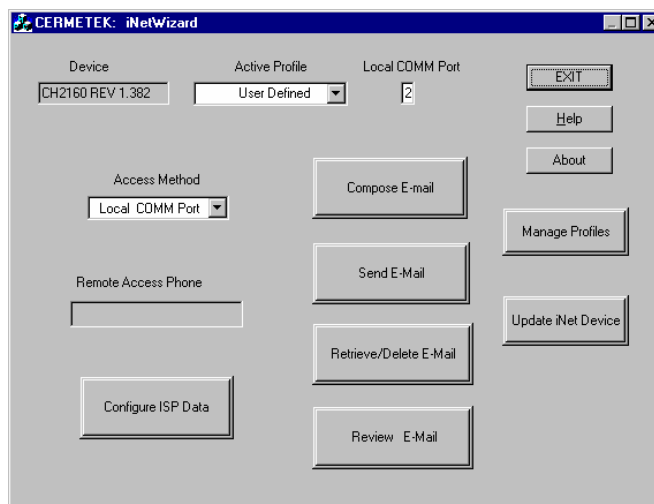 CERMETEK: iNetWizard
Device
Active Profile
Local COMM Port
CH2160 REV 1.382
User Defined
2
EXIT
Help
About
Access Method
Local COMM Port
Compose E-mail
Manage Profiles
Send E-Mail
Remote Access Phone
Update iNet Device
Retrieve/Delete E-Mail
Configure ISP Data
Review E-Mail